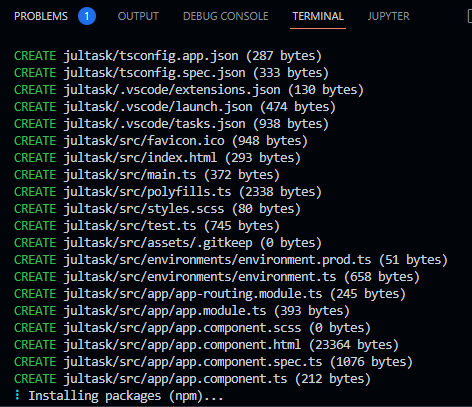 PROBLEMS 1 OUTPUT DEBUG CONSOLE TERMINAL JUPYTER
CREATE jultask/tsconfig.app.json (287 bytes)
CREATE jultask/tsconfig.spec.json (333 bytes)
CREATE jultask/.vscode/extensions.json (130 bytes)
CREATE jultask/.vscode/launch.json (474 bytes)
CREATE jultask/.vscode/tasks.json (938 bytes)
CREATE jultask/src/favicon.ico (948 bytes)
CREATE jultask/src/index.html (293 bytes)
CREATE jultask/src/main.ts (372 bytes)
CREATE jultask/src/polyfills.ts (2338 bytes)
CREATE jultask/src/styles.scss (80 bytes)
CREATE jultask/src/test.ts (745 bytes)
CREATE jultask/src/assets/.gitkeep (0 bytes)
CREATE jultask/src/environments/environment.prod.ts (51 bytes)
CREATE jultask/src/environments/environment.ts (658 bytes)
CREATE jultask/src/app/app-routing.module.ts (245 bytes)
CREATE jultask/src/app/app.module.ts (393 bytes)
CREATE jultask/src/app/app.component.scss (0 bytes)
CREATE jultask/src/app/app.component.html (23364 bytes)
CREATE jultask/src/app/app.component.spec.ts (1076 bytes)
CREATE jultask/src/app/app.component.ts (212 bytes)
⠇ Installing packages (npm)...